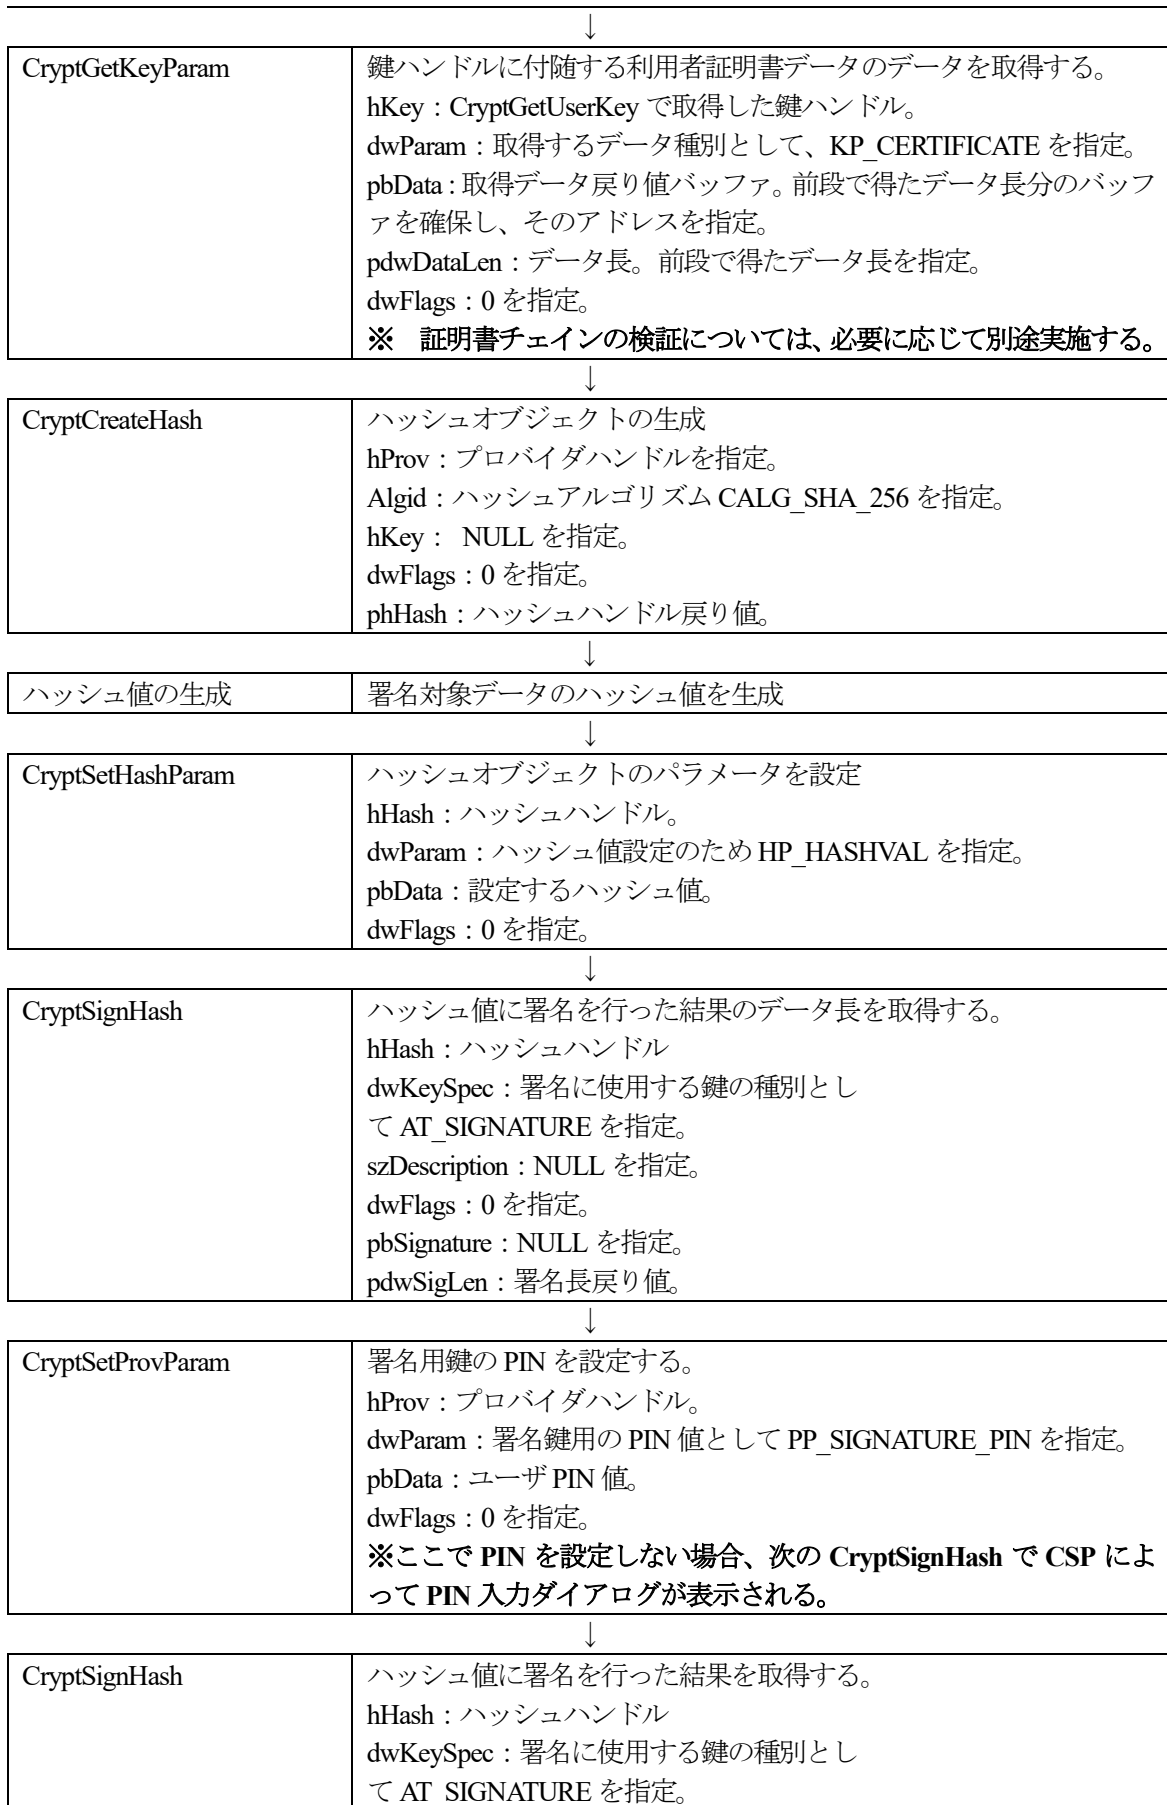 ↓
CryptGetKeyParam
鍵ハンドルに付随する利用者証明書データのデータを取得する。
hKey：CryptGetUserKey で取得した鍵ハンドル。
dwParam：取得するデータ種別として、KP_CERTIFICATE を指定。
pbData：取得データ戻り値バッファ。前段で得たデータ長分のバッフ
ァを確保し、そのアドレスを指定。
pdwDataLen：データ長。前段で得たデータ長を指定。
dwFlags：0 を指定。
※　証明書チェインの検証については、必要に応じて別途実施する。
↓
CryptCreateHash
ハッシュオブジェクトの生成
hProv：プロバイダハンドルを指定。
Algid：ハッシュアルゴリズム CALG_SHA_256 を指定。
hKey： NULL を指定。
dwFlags：0 を指定。
phHash：ハッシュハンドル戻り値。
↓
ハッシュ値の生成
署名対象データのハッシュ値を生成
↓
CryptSetHashParam
ハッシュオブジェクトのパラメータを設定
hHash：ハッシュハンドル。
dwParam：ハッシュ値設定のため HP_HASHVAL を指定。
pbData：設定するハッシュ値。
dwFlags：0 を指定。
↓
CryptSignHash
ハッシュ値に署名を行った結果のデータ長を取得する。
hHash：ハッシュハンドル
dwKeySpec：署名に使用する鍵の種別とし
て AT_SIGNATURE を指定。
szDescription：NULL を指定。
dwFlags：0 を指定。
pbSignature：NULL を指定。
pdwSigLen：署名長戻り値。
↓
CryptSetProvParam
署名用鍵の PIN を設定する。
hProv：プロバイダハンドル。
dwParam：署名鍵用の PIN 値として PP_SIGNATURE_PIN を指定。
pbData：ユーザ PIN 値。
dwFlags：0 を指定。
※ここで PIN を設定しない場合、次の CryptSignHash で CSP によ
って PIN 入力ダイアログが表示される。
↓
CryptSignHash
ハッシュ値に署名を行った結果を取得する。
hHash：ハッシュハンドル
dwKeySpec：署名に使用する鍵の種別とし
て AT_SIGNATURE を指定。